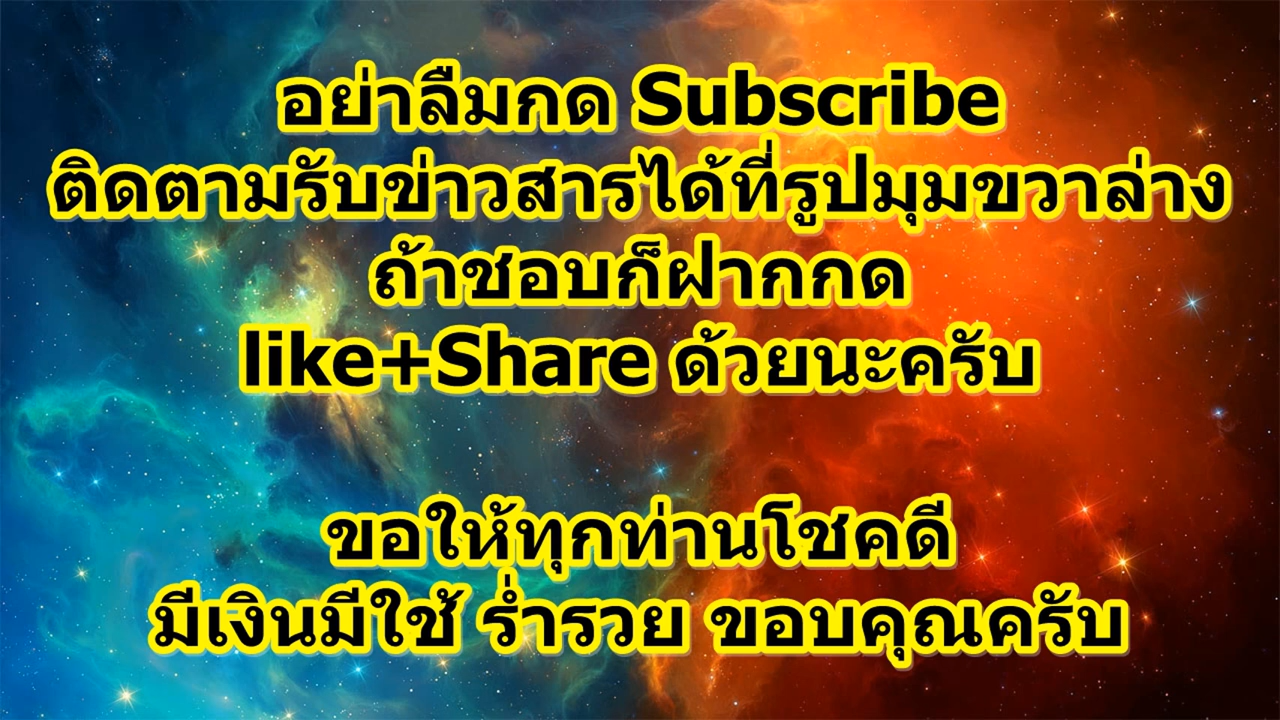 อย่าลืมกด Subscribe
ติดตามรับข่าวสารได้ที่รูปมุมขวาล่าง
ถ้าชอบก็ฝากกด
like+Share ด้วยนะครับ
ขอให้ทุกท่านโชคดี
มีเงินมีใช้ ร่ำรวย ขอบคุณครับ